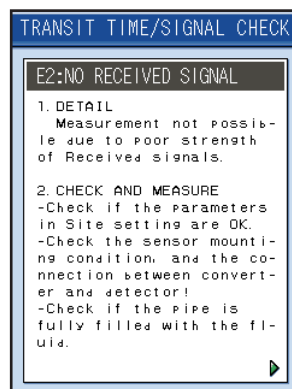 TRANSIT TIME/SIGNAL CHECK
E2:NO RECEIVED SIGNAL
1. DETAIL
Measurement not possib-
le due to poor strength
of Received signals.
2. CHECK AND MEASURE
-Check if the parameters
in Site setting are OK.
-Check the sensor mounti-
ng condition, and the co-
nnection between convert-
er and detector!
-Check if the pipe is
fully filled with the fl-
uid.